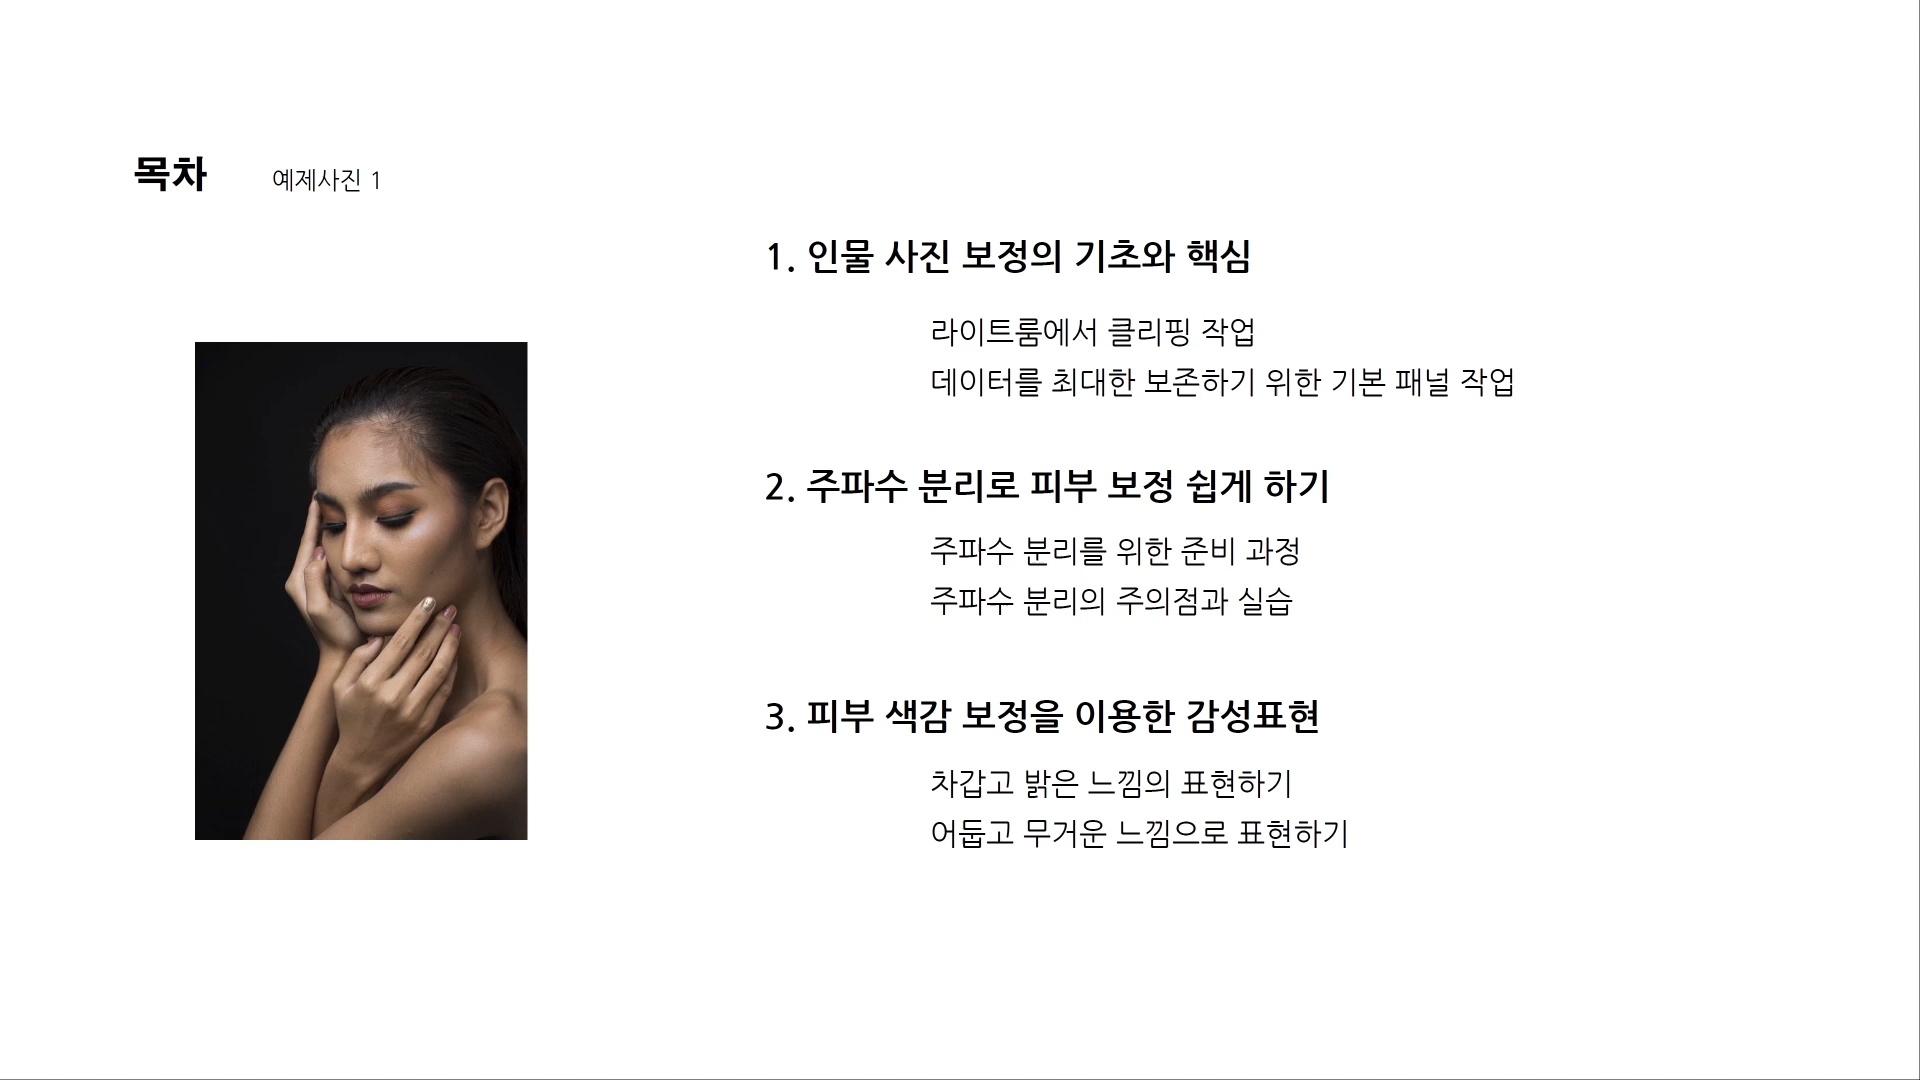 목차
예제사진 1
1. 인물 사진 보정의 기초와 핵심
라이트룸에서 클리핑 작업
데이터를 최대한 보존하기 위한 기본 패널 작업
2. 주파수 분리로 피부 보정 쉽게 하기
주파수 분리를 위한 준비 과정
주파수 분리의 주의점과 실습
3. 피부 색감 보정을 이용한 감성표현
차갑고 밝은 느낌의 표현하기
어둡고 무거운 느낌으로 표현하기